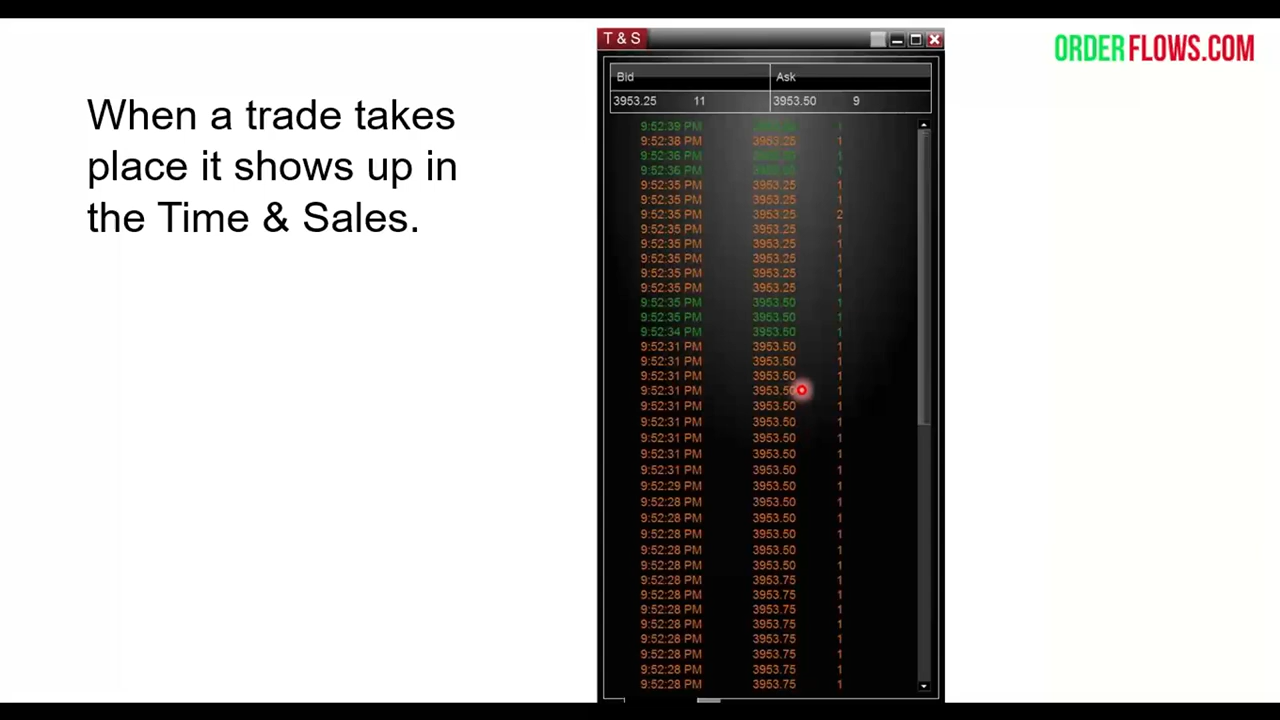 When a trade takes
place it shows up in
the Time & Sales.
ORDERFLOWS.COM
T & S
Bid Ask
3953.25 11 3953.50 9
9:52:39 PM 1
9:52:38 PM 3953.25 1
9:52:36 PM 1
9:52:36 PM 1
9:52:35 PM 3953.25 1
9:52:35 PM 3953.25 1
9:52:35 PM 3953.25 2
9:52:35 PM 3953.25 1
9:52:35 PM 3953.25 1
9:52:35 PM 3953.25 1
9:52:35 PM 3953.25 1
9:52:35 PM 3953.25 1
9:52:35 PM 3953.50 1
9:52:35 PM 3953.50 1
9:52:34 PM 3953.50 1
9:52:31 PM 3953.50 1
9:52:31 PM 3953.50 1
9:52:31 PM 3953.50 1
9:52:31 PM 3953.50 1
9:52:31 PM 3953.50 1
9:52:31 PM 3953.50 1
9:52:31 PM 3953.50 1
9:52:31 PM 3953.50 1
9:52:31 PM 3953.50 1
9:52:29 PM 3953.50 1
9:52:28 PM 3953.50 1
9:52:28 PM 3953.50 1
9:52:28 PM 3953.50 1
9:52:28 PM 3953.50 1
9:52:28 PM 3953.50 1
9:52:28 PM 3953.75 1
9:52:28 PM 3953.75 1
9:52:28 PM 3953.75 1
9:52:28 PM 3953.75 1
9:52:28 PM 3953.75 1
9:52:28 PM 3953.75 1
9:52:28 PM 3953.75 1
9:52:28 PM 3953.75 1